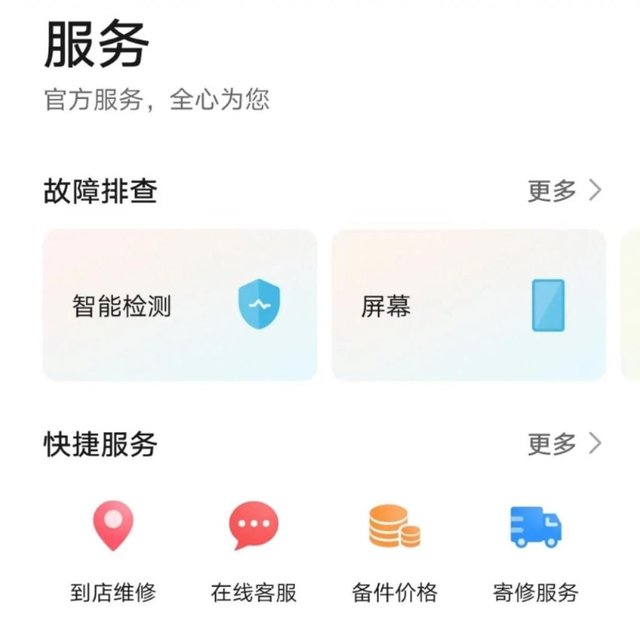 服务
官方服务，全心为您
故障排查 更多
智能检测 屏幕
快捷服务 更多
到店维修 在线客服 备件价格 寄修服务